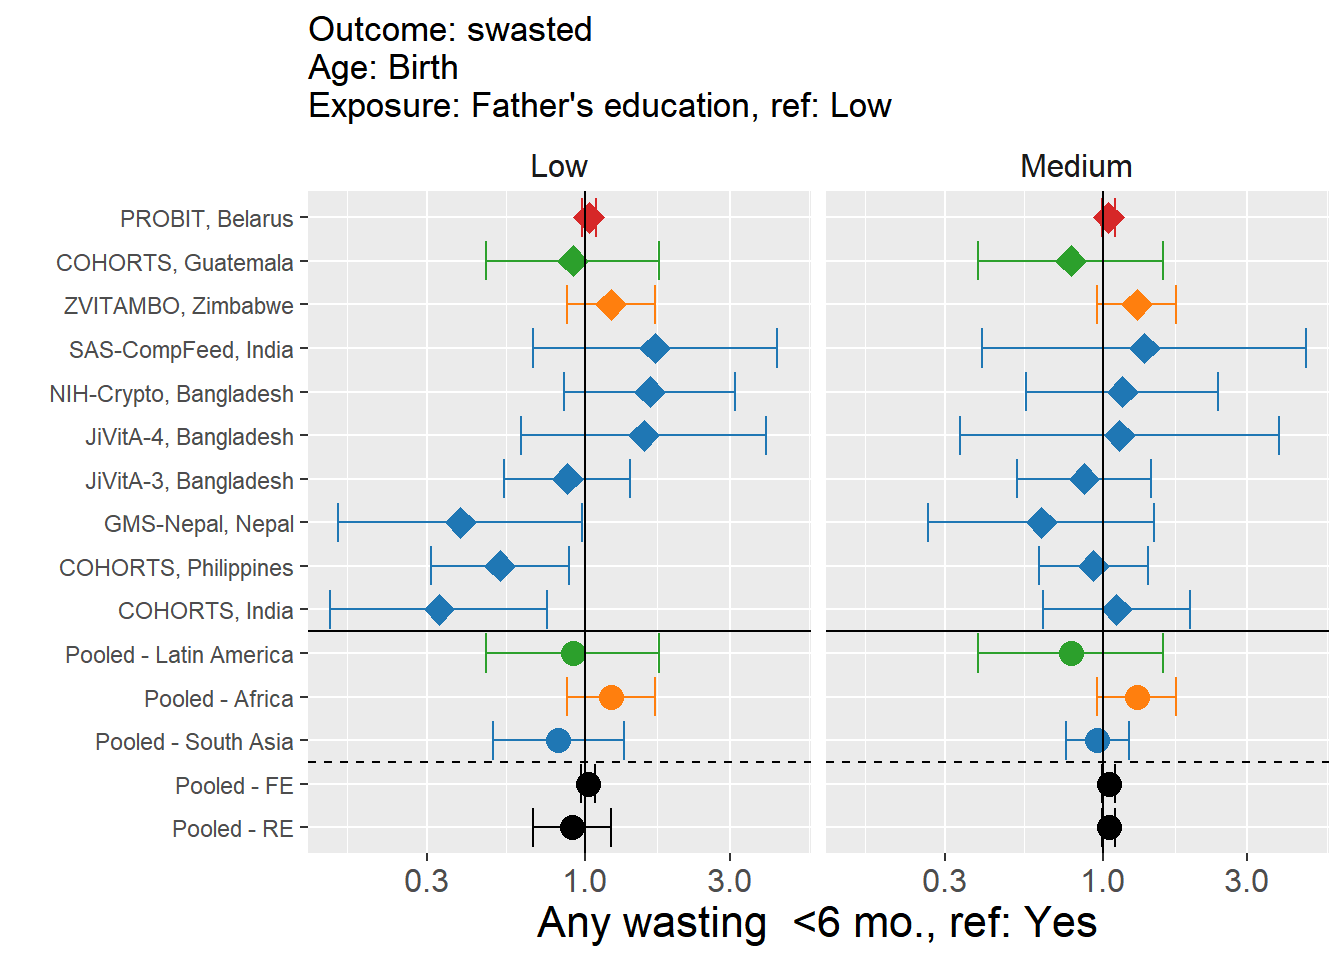 Outcome: swasted
Age: Birth
Exposure: Father's education, ref: Low
Low
Medium
PROBIT, Belarus
COHORTS, Guatemala
ZVITAMBO, Zimbabwe
SAS-CompFeed, India
NIH-Crypto, Bangladesh
JiVitA-4, Bangladesh
JiVitA-3, Bangladesh
GMS-Nepal, Nepal
COHORTS, Philippines
COHORTS, India
Pooled - Latin America
Pooled - Africa
Pooled - South Asia
Pooled - FE
Pooled - RE
0.3 1.0 3.0 0.3 1.0 3.0
Any wasting  <6 mo., ref: Yes